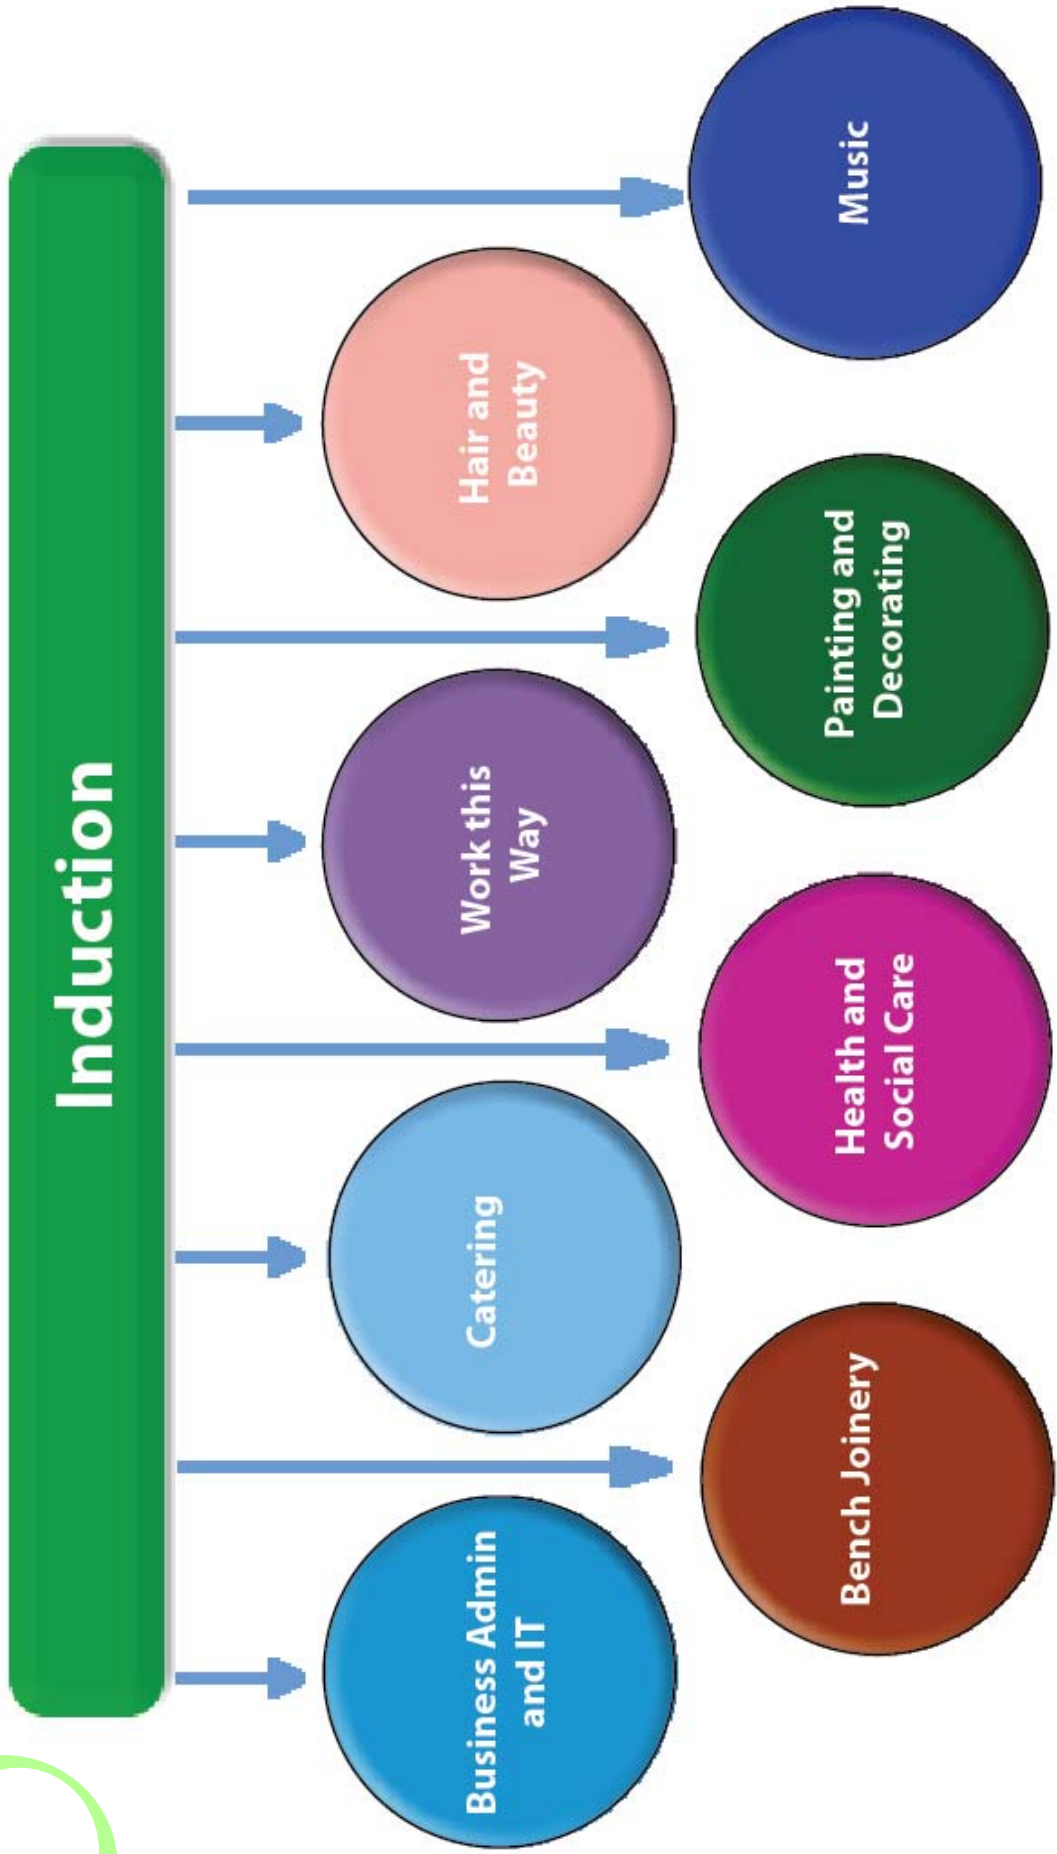 Induction
Business Admin
and IT
Catering
Work this
Way
Hair and
Beauty
Bench Joinery
Health and
Social Care
Painting and
Decorating
Music